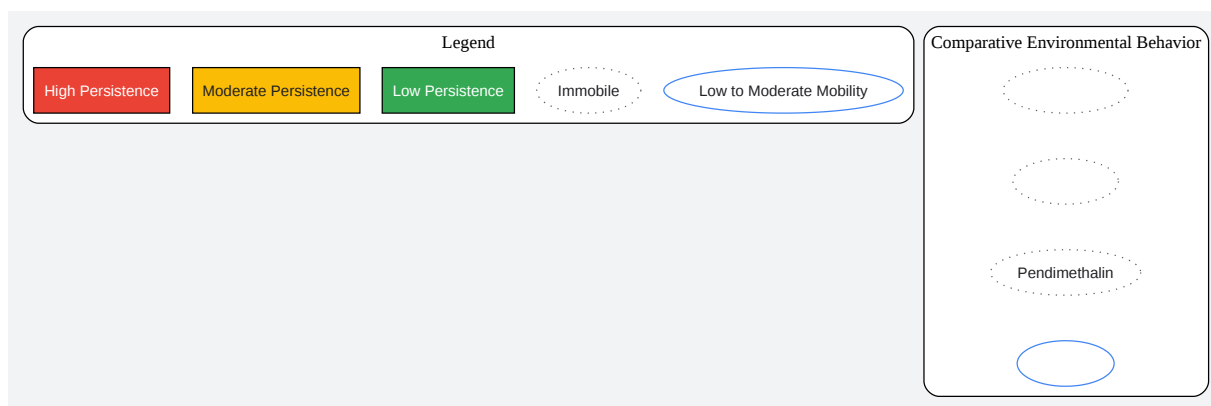 Legend
High Persistence
Moderate Persistence
Low Persistence
Immobile
Low to Moderate Mobility
Comparative Environmental Behavior
Pendimethalin